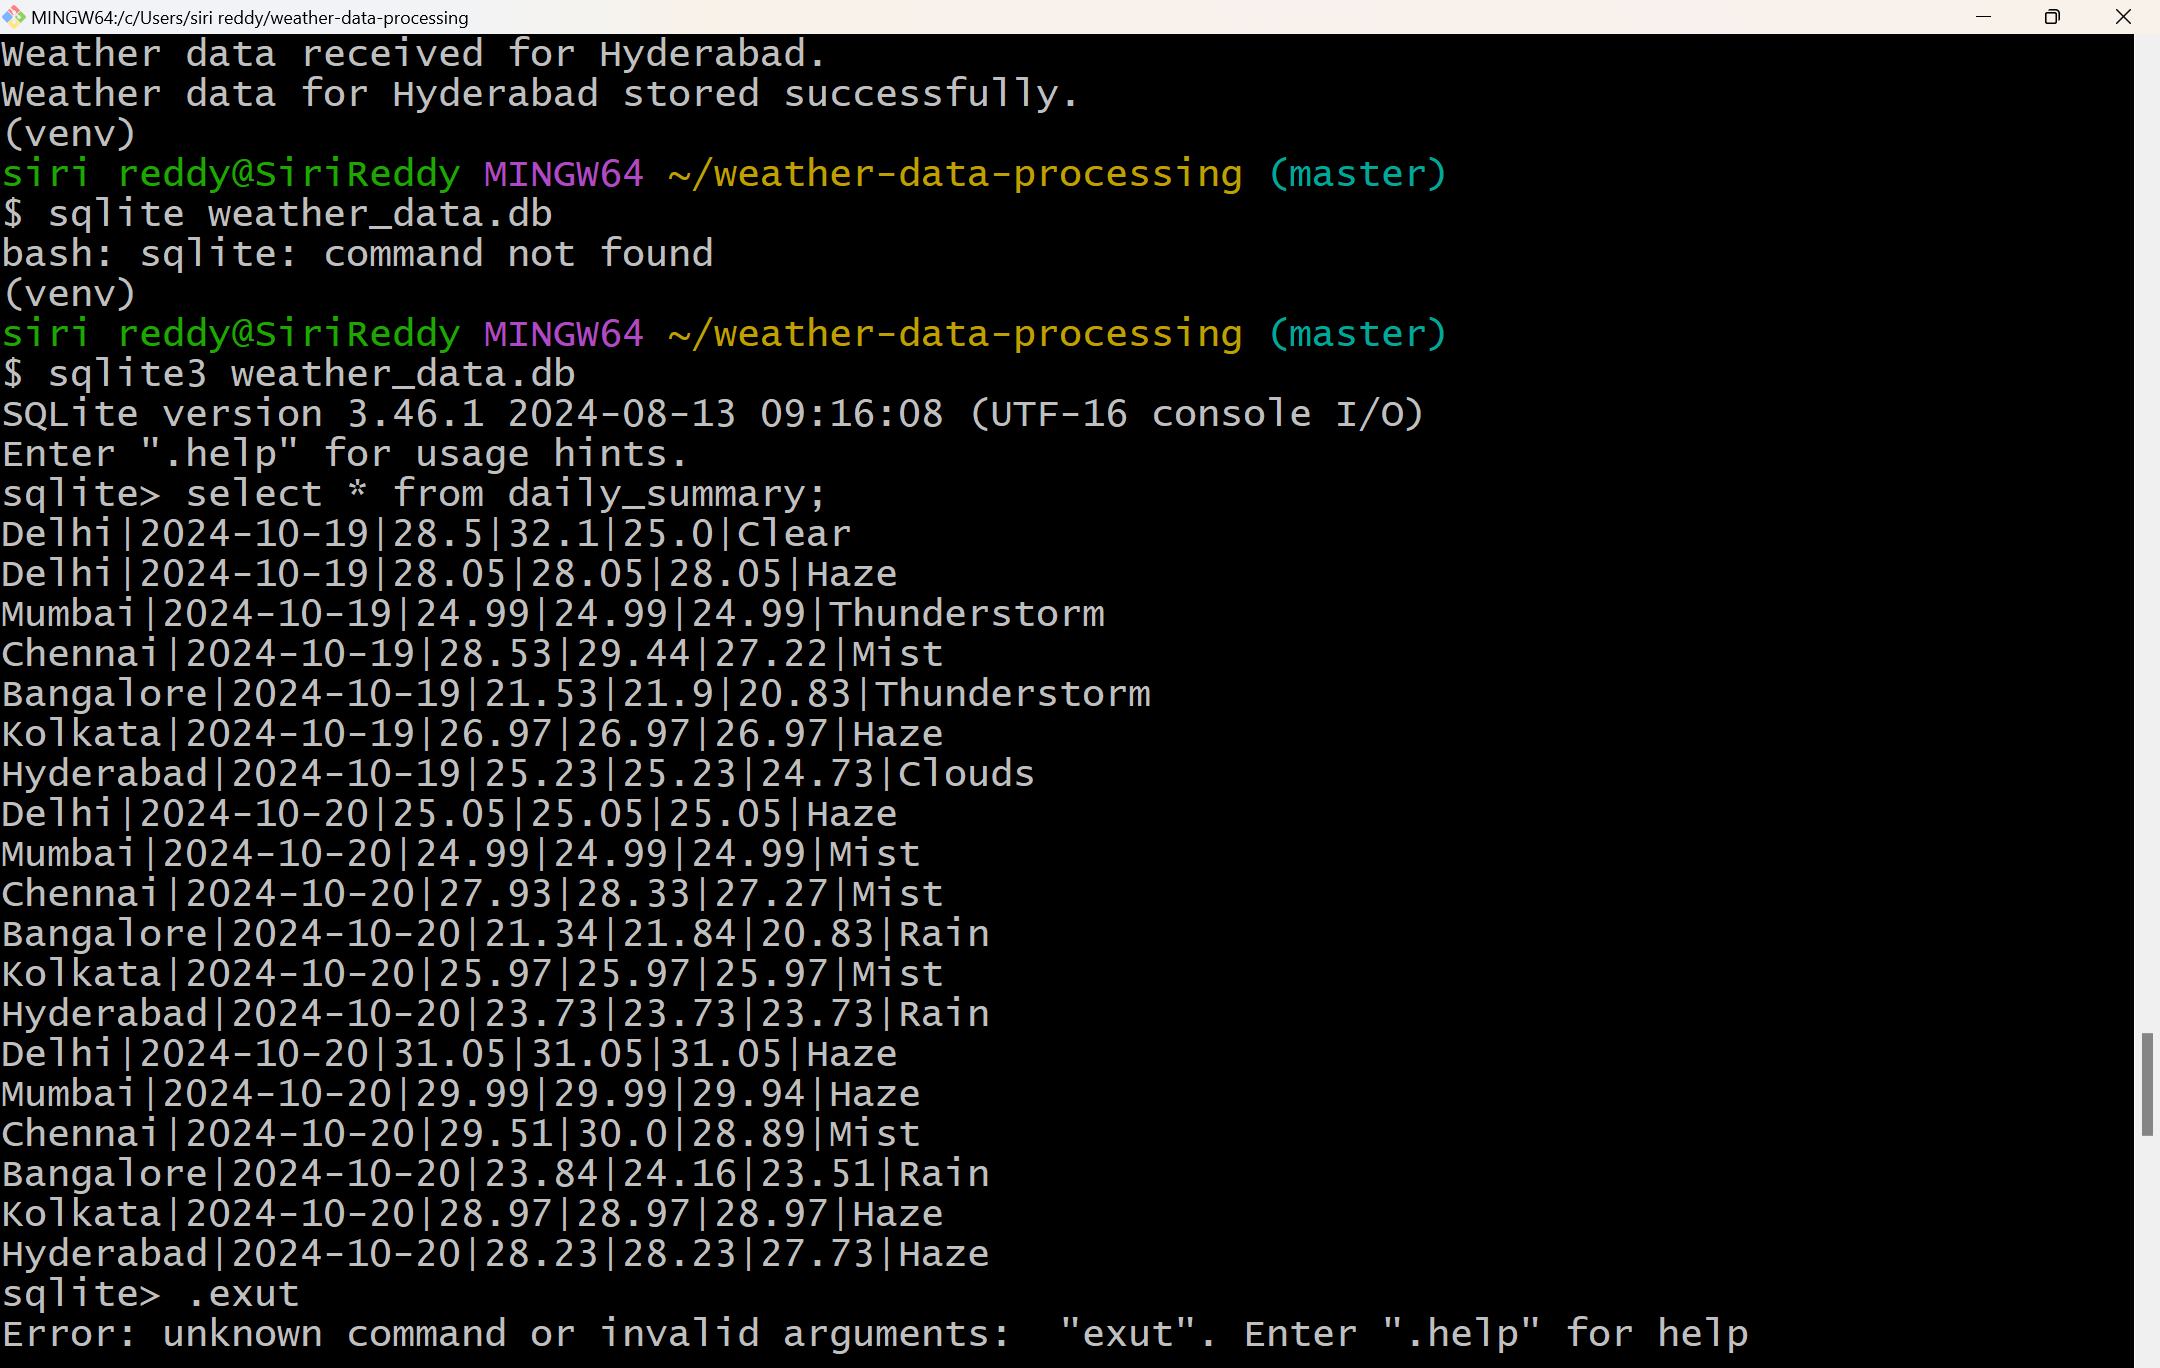 MINGW64:/c/Users/siri reddy/weather-data-processing
Weather data received for Hyderabad.
Weather data for Hyderabad stored successfully.
(venv)
siri reddy@SiriReddy MINGW64 ~/weather-data-processing (master)
$ sqlite weather_data.db
bash: sqlite: command not found
(venv)
siri reddy@SiriReddy MINGW64 ~/weather-data-processing (master)
$ sqlite3 weather_data.db
SQLite version 3.46.1 2024-08-13 09:16:08 (UTF-16 console I/O)
Enter ".help" for usage hints.
sqlite> select * from daily_summary;
Delhi|2024-10-19|28.5|32.1|25.0|Clear
Delhi|2024-10-19|28.05|28.05|28.05|Haze
Mumbai|2024-10-19|24.99|24.99|24.99|Thunderstorm
Chennai|2024-10-19|28.53|29.44|27.22|Mist
Bangalore|2024-10-19|21.53|21.9|20.83|Thunderstorm
Kolkata|2024-10-19|26.97|26.97|26.97|Haze
Hyderabad|2024-10-19|25.23|25.23|24.73|Clouds
Delhi|2024-10-20|25.05|25.05|25.05|Haze
Mumbai|2024-10-20|24.99|24.99|24.99|Mist
Chennai|2024-10-20|27.93|28.33|27.27|Mist
Bangalore|2024-10-20|21.34|21.84|20.83|Rain
Kolkata|2024-10-20|25.97|25.97|25.97|Mist
Hyderabad|2024-10-20|23.73|23.73|23.73|Rain
Delhi|2024-10-20|31.05|31.05|31.05|Haze
Mumbai|2024-10-20|29.99|29.99|29.94|Haze
Chennai|2024-10-20|29.51|30.0|28.89|Mist
Bangalore|2024-10-20|23.84|24.16|23.51|Rain
Kolkata|2024-10-20|28.97|28.97|28.97|Haze
Hyderabad|2024-10-20|28.23|28.23|27.73|Haze
sqlite> .exut
Error: unknown command or invalid arguments:  "exut". Enter ".help" for help